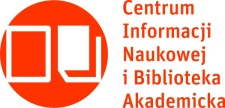 Centrum
Informacji
Naukowej
i Biblioteka
Akademicka